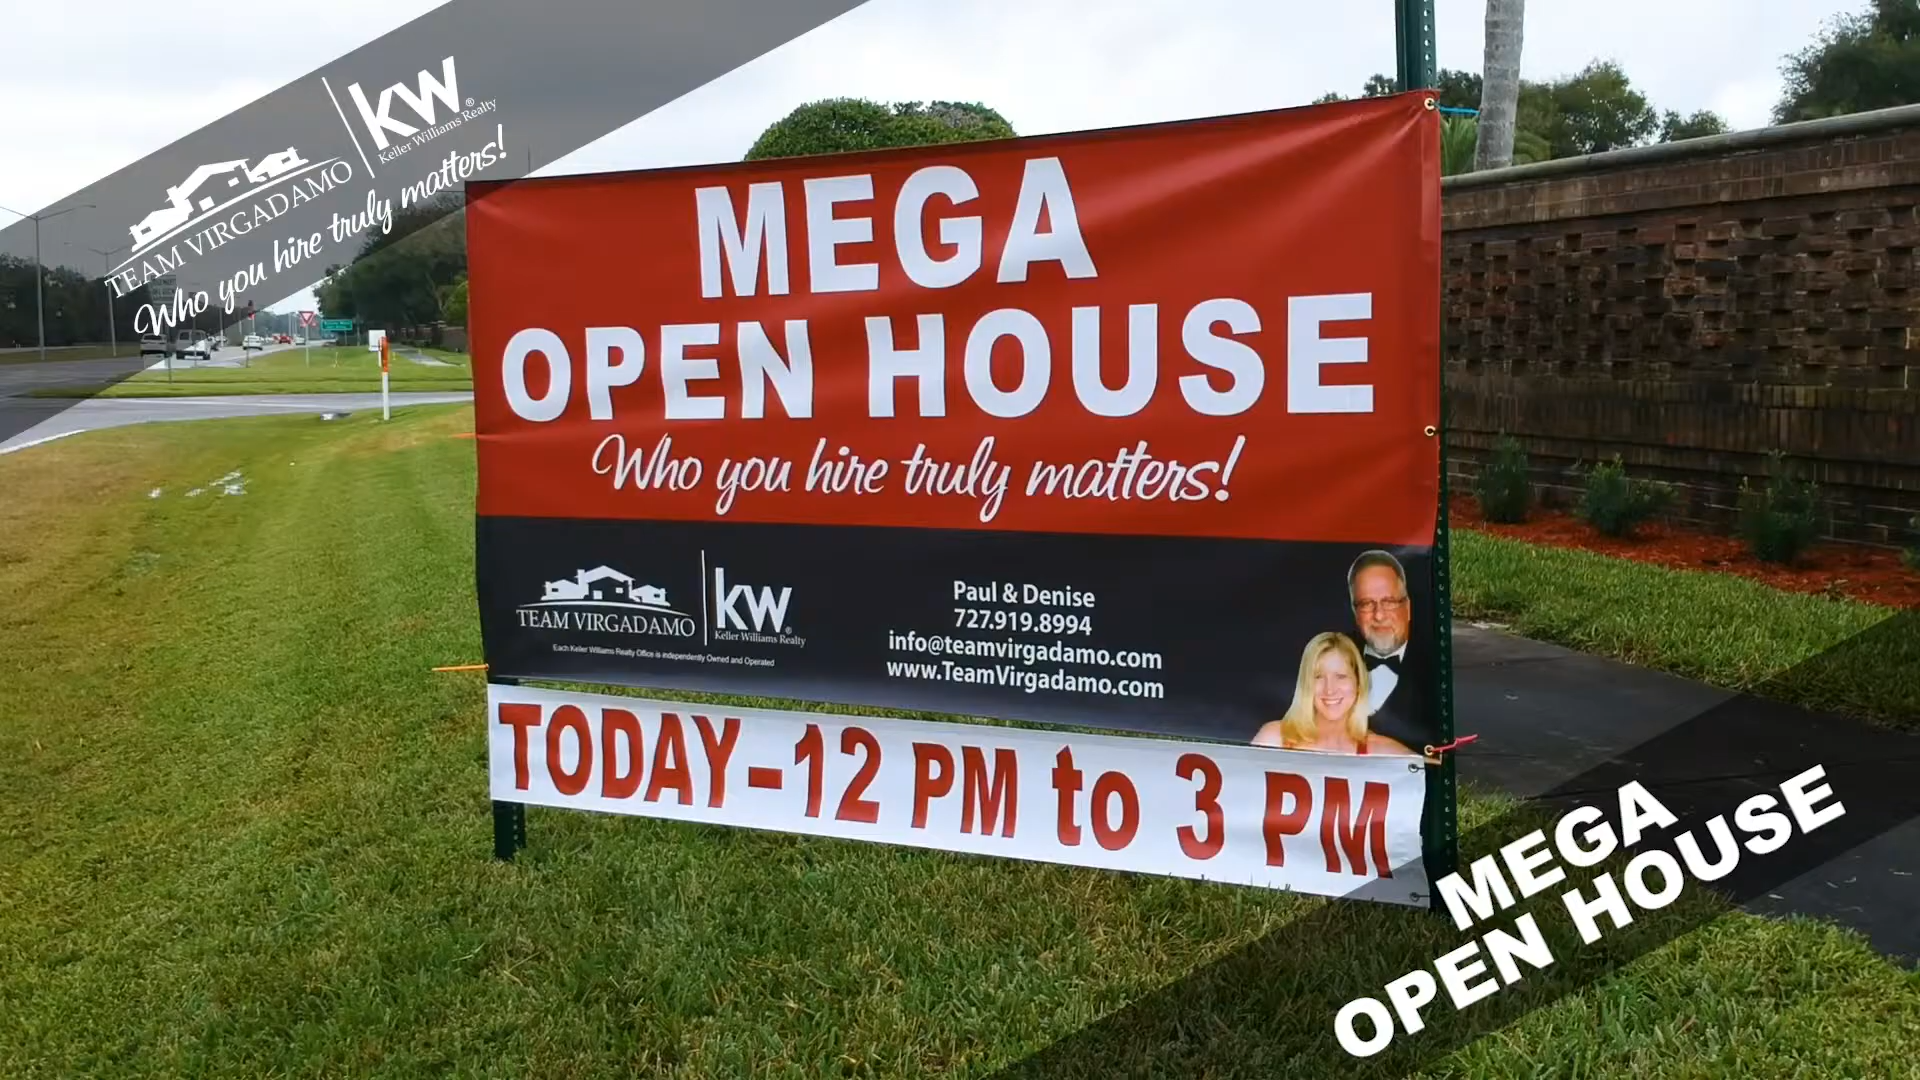 kw®
Keller Williams Realty
TEAM VIRGADAMO
Who you hire truly matters!
MEGA
OPEN HOUSE
Who you hire truly matters!
TEAM VIRGADAMO
kw®
Keller Williams Realty
Each Keller Williams Realty Office is independently Owned and Operated
Paul & Denise
727.919.8994
info@teamvirgadamo.com
www.TeamVirgadamo.com
TODAY-12 PM to 3 PM
MEGA
OPEN HOUSE